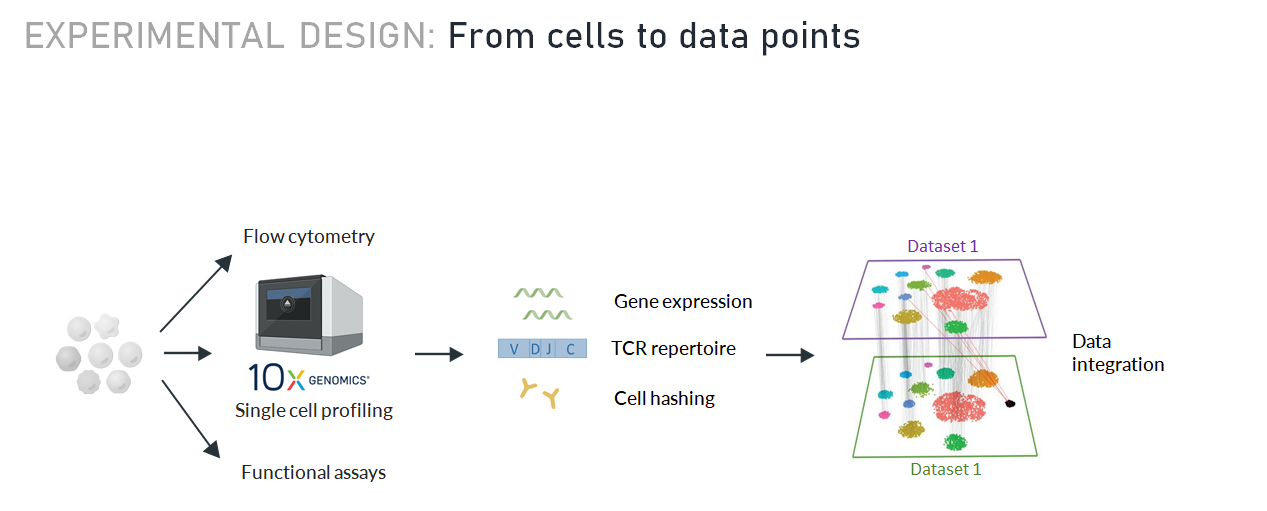 EXPERIMENTAL DESIGN: From cells to data points
Flow cytometry
10X GENOMICS®
Single cell profiling
Functional assays
Gene expression
V D J C TCR repertoire
Cell hashing
Dataset 1
Dataset 1
Data
integration